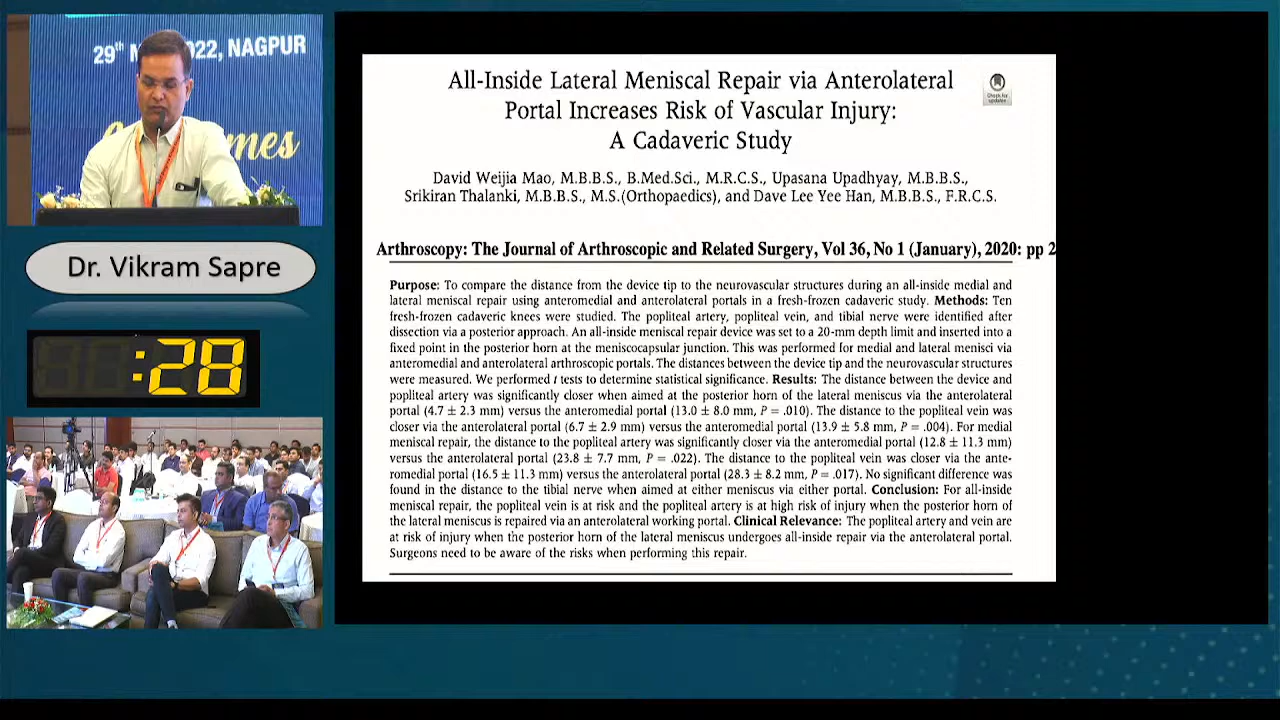 29th M 022, NAGPUR
mes
Dr. Vikram Sapre
:28
All-Inside Lateral Meniscal Repair via Anterolateral
Portal Increases Risk of Vascular Injury:
A Cadaveric Study
Check for
updates
David Weijia Mao, M.B.B.S., B.Med.Sci., M.R.C.S., Upasana Upadhyay, M.B.B.S.,
Srikiran Thalanki, M.B.B.S., M.S.(Orthopaedics), and Dave Lee Yee Han, M.B.B.S., F.R.C.S.
Arthroscopy: The Journal of Arthroscopic and Related Surgery, Vol 36, No 1 (January), 2020: pp 2
Purpose: To compare the distance from the device tip to the neurovascular structures during an all-inside medial and
lateral meniscal repair using anteromedial and anterolateral portals in a fresh-frozen cadaveric study. Methods: Ten
fresh-frozen cadaveric knees were studied. The popliteal artery, popliteal vein, and tibial nerve were identified after
dissection via a posterior approach. An all-inside meniscal repair device was set to a 20-mm depth limit and inserted into a
fixed point in the posterior horn at the meniscocapsular junction. This was performed for medial and lateral menisci via
anteromedial and anterolateral arthroscopic portals. The distances between the device tip and the neurovascular structures
were measured. We performed t tests to determine statistical significance. Results: The distance between the device and
popliteal artery was significantly closer when aimed at the posterior horn of the lateral meniscus via the anterolateral
portal (4.7 ± 2.3 mm) versus the anteromedial portal (13.0 ± 8.0 mm, P = .010). The distance to the popliteal vein was
closer via the anterolateral portal (6.7 ± 2.9 mm) versus the anteromedial portal (13.9 ± 5.8 mm, P = .004). For medial
meniscal repair, the distance to the popliteal artery was significantly closer via the anteromedial portal (12.8 ± 11.3 mm)
versus the anterolateral portal (23.8 ± 7.7 mm, P = .022). The distance to the popliteal vein was closer via the ante-
romedial portal (16.5 ± 11.3 mm) versus the anterolateral portal (28.3 ± 8.2 mm, P = .017). No significant difference was
found in the distance to the tibial nerve when aimed at either meniscus via either portal. Conclusion: For all-inside
meniscal repair, the popliteal vein is at risk and the popliteal artery is at high risk of injury when the posterior horn of
the lateral meniscus is repaired via an anterolateral working portal. Clinical Relevance: The popliteal artery and vein are
at risk of injury when the posterior horn of the lateral meniscus undergoes all-inside repair via the anterolateral portal.
Surgeons need to be aware of the risks when performing this repair.